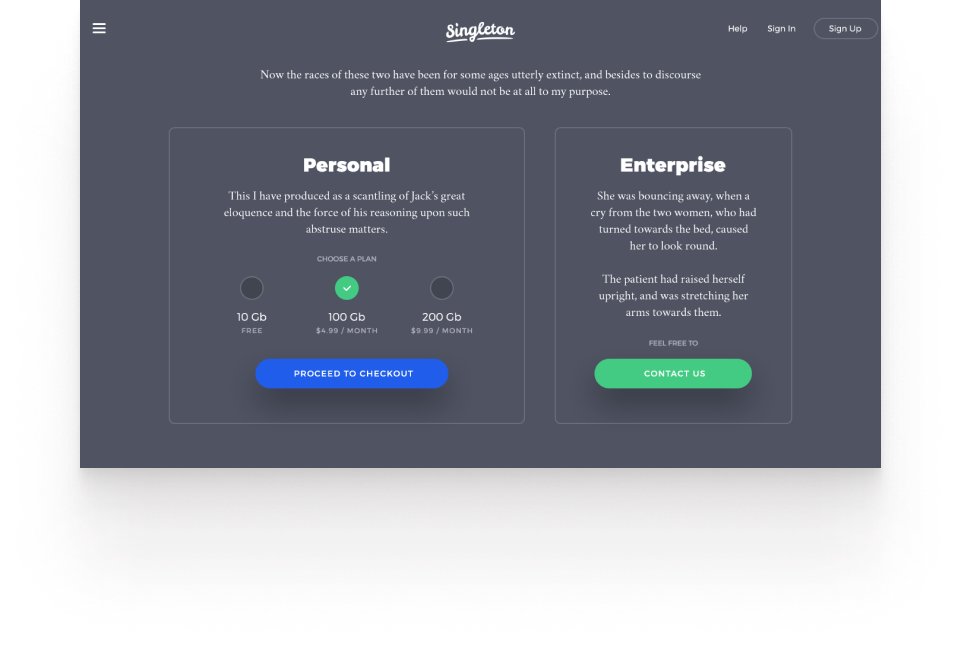 Singleton
Help
Sign In
Sign Up
Now the races of these two have been for some ages utterly extinct, and besides to discourse
any further of them would not be at all to my purpose.
Personal
This I have produced as a scantling of Jack's great
eloquence and the force of his reasoning upon such
abstruse matters.
CHOOSE A PLAN
10 Gb
FREE
100 Gb
$4.99 / MONTH
200 Gb
$9.99 / MONTH
PROCEED TO CHECKOUT
Enterprise
She was bouncing away, when a
cry from the two women, who had
turned towards the bed, caused
her to look round.
The patient had raised herself
upright, and was stretching her
arms towards them.
FEEL FREE TO
CONTACT US